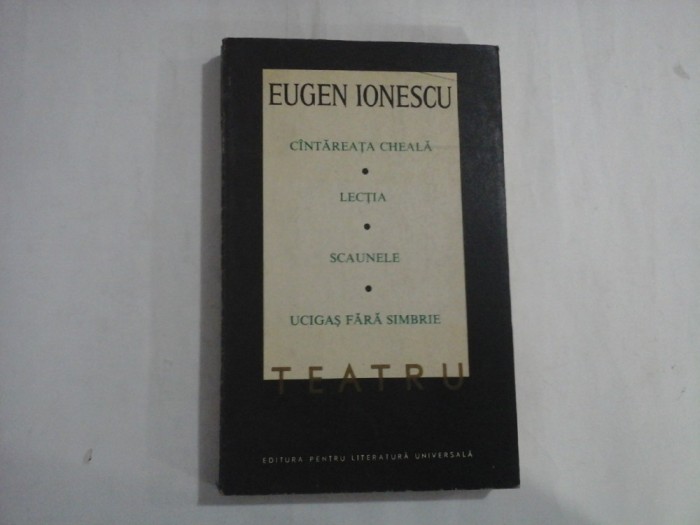 EUGEN IONESCU
CÎNTĂREAȚA CHEALĂ
LECȚIA
SCAUNELE
UCIGAȘ FĂRĂ SIMBRIE
TEATRU
EDITURA PENTRU LITERATURĂ UNIVERSALĂ